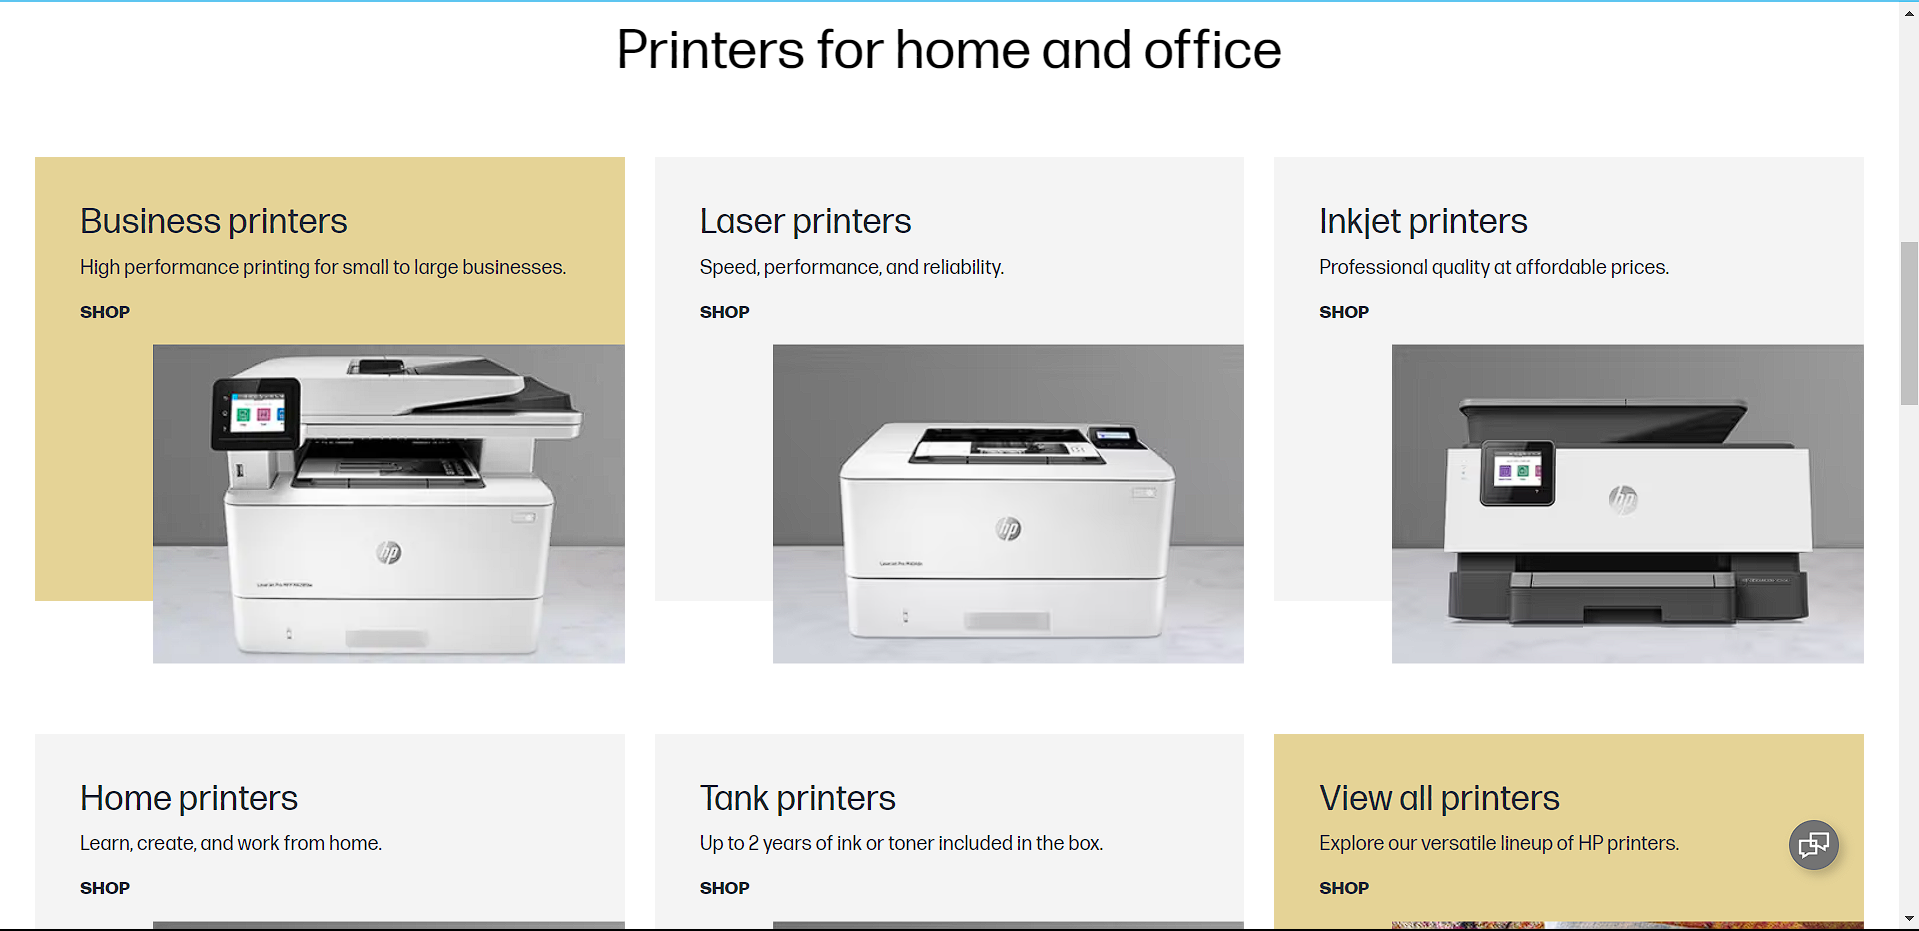 Printers for home and office
Business printers
High performance printing for small to large businesses.
SHOP
hp
Laser printers
Speed, performance, and reliability.
SHOP
hp
Inkjet printers
Professional quality at affordable prices.
SHOP
hp
Home printers
Learn, create, and work from home.
SHOP
Tank printers
Up to 2 years of ink or toner included in the box.
SHOP
View all printers
Explore our versatile lineup of HP printers.
SHOP